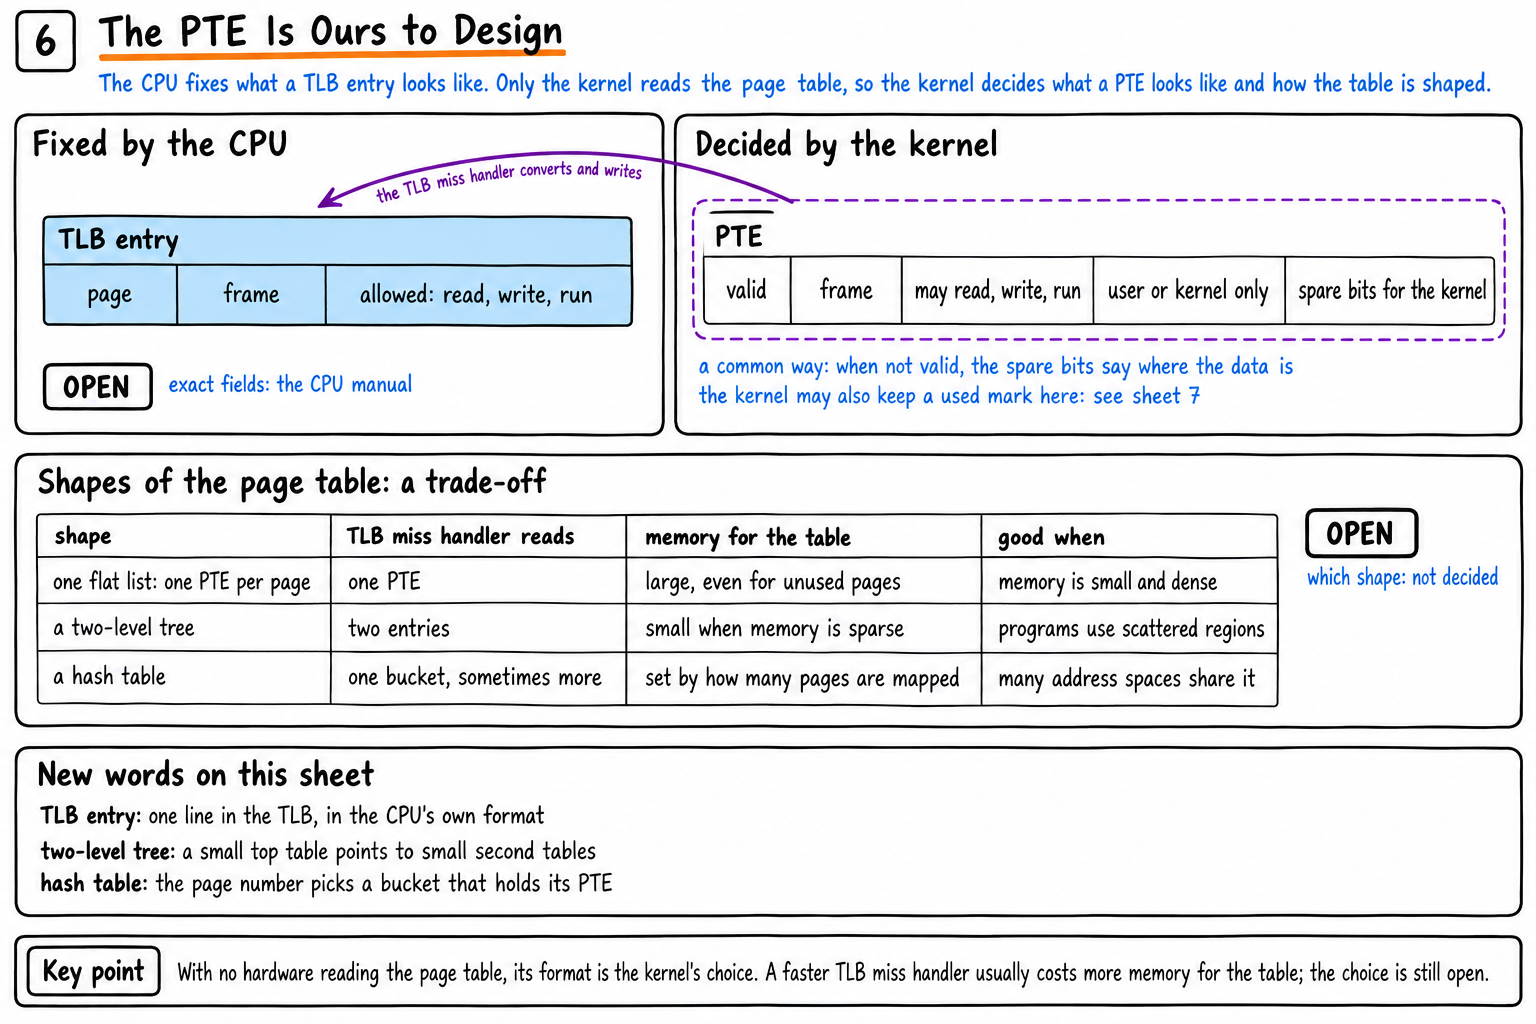 6
The PTE Is Ours to Design
The CPU fixes what a TLB entry looks like. Only the kernel reads the page table, so the kernel decides what a PTE looks like and how the table is shaped.
Fixed by the CPU
the TLB miss handler converts and writes
TLB entry
page frame allowed: read, write, run
OPEN exact fields: the CPU manual
Decided by the kernel
PTE
valid frame may read, write, run user or kernel only spare bits for the kernel
a common way: when not valid, the spare bits say where the data is
the kernel may also keep a used mark here: see sheet 7
Shapes of the page table: a trade-off
shape TLB miss handler reads memory for the table good when
one flat list: one PTE per page one PTE large, even for unused pages memory is small and dense
a two-level tree two entries small when memory is sparse programs use scattered regions
a hash table one bucket, sometimes more set by how many pages are mapped many address spaces share it
OPEN
which shape: not decided
New words on this sheet
TLB entry: one line in the TLB, in the CPU's own format
two-level tree: a small top table points to small second tables
hash table: the page number picks a bucket that holds its PTE
Key point With no hardware reading the page table, its format is the kernel's choice. A faster TLB miss handler usually costs more memory for the table; the choice is still open.